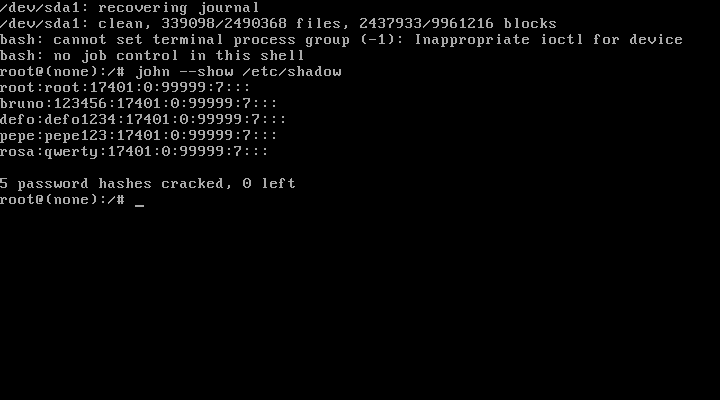 /dev/sda1: recovering journal
/dev/sda1: clean, 339098/2490368 files, 2437933/9961216 blocks
bash: cannot set terminal process group (-1): Inappropriate ioctl for device
bash: no job control in this shell
root@(none):/# john --show /etc/shadow
root:root:17401:0:99999:7:::
bruno:123456:17401:0:99999:7:::
defo:defo1234:17401:0:99999:7:::
pepe:pepe123:17401:0:99999:7:::
rosa:qwerty:17401:0:99999:7:::
5 password hashes cracked, 0 left
root@(none):/# _